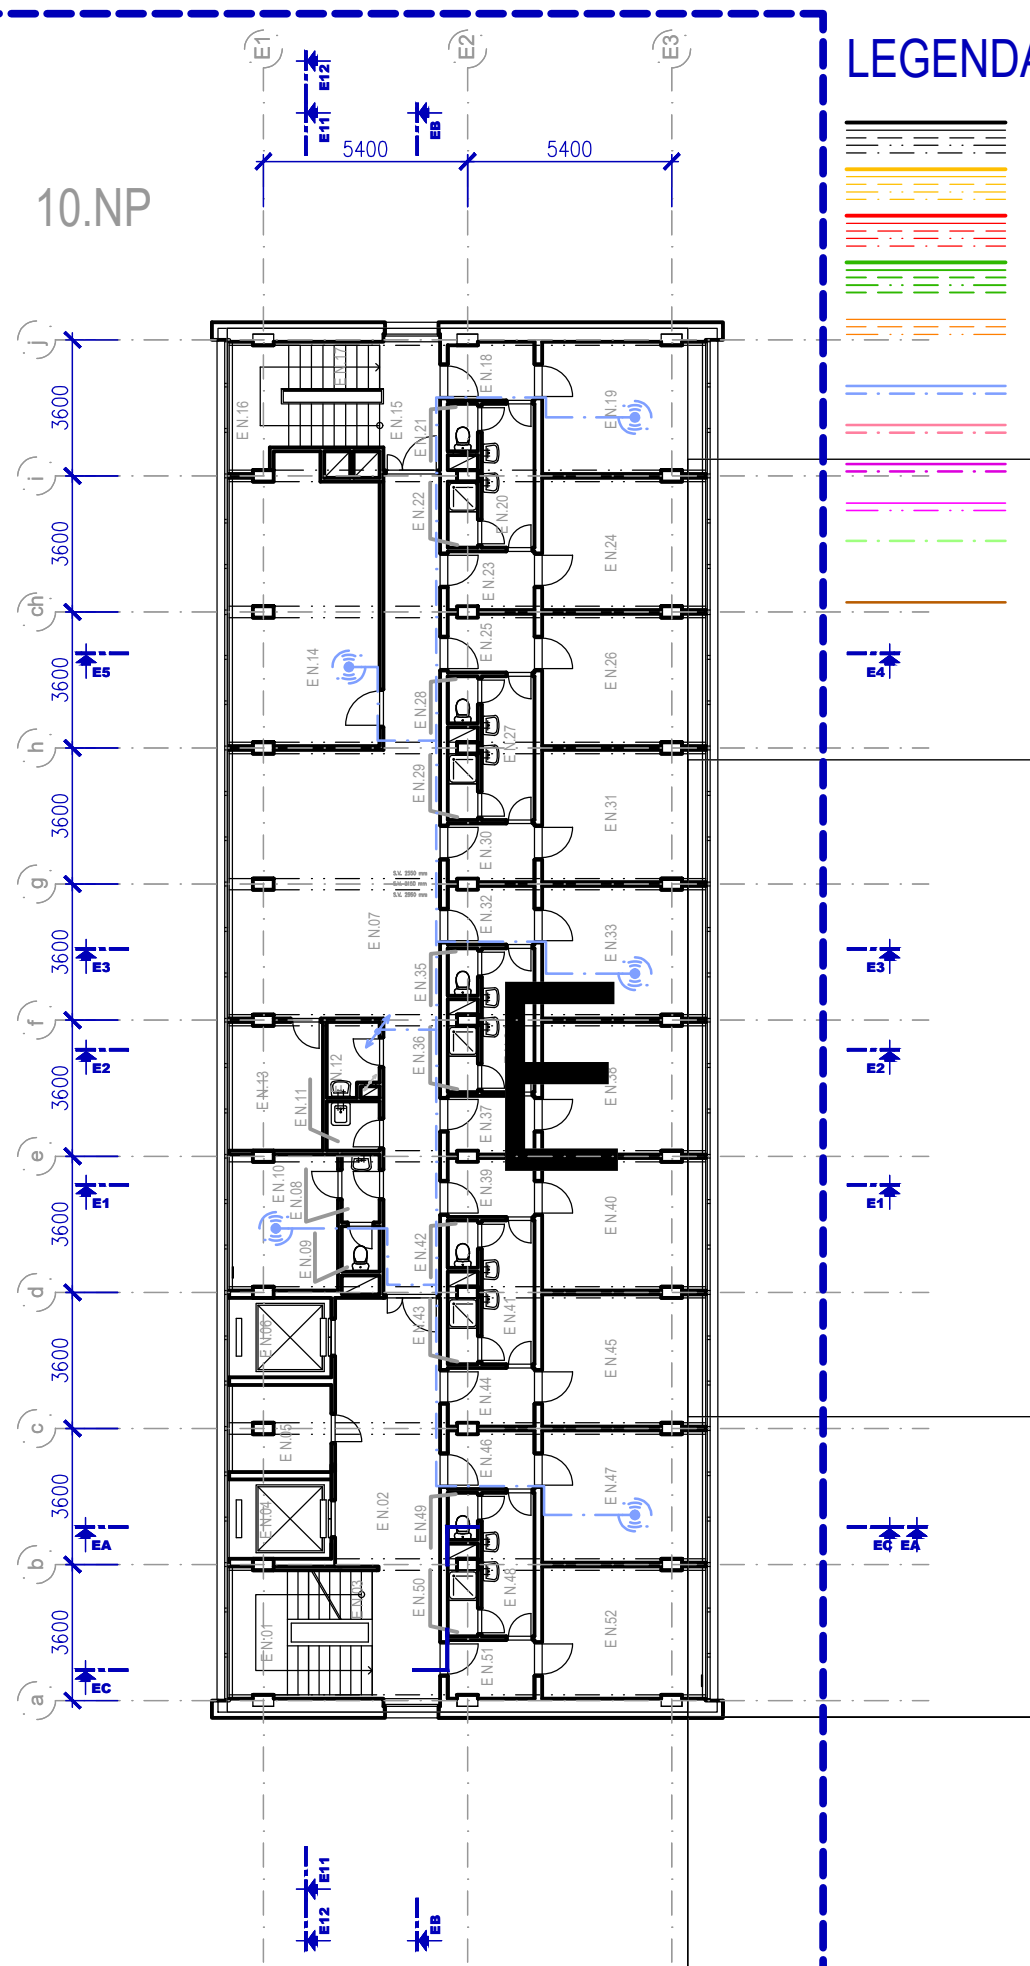 LEGENDA
E1
E2
E3
E12
E11
EB
5400
5400
10.NP
j
3600
E N.17
E N.18
E N.16
E N.15
E N.21
E N.19
i
3600
E N.22
E N.20
E N.24
E N.23
ch
3600
E N.25
E N.14
E N.26
E5
E4
E N.28
E N.27
h
3600
E N.29
E N.31
E N.30
g
3600
S.V. 2550 mm
E N.32
E N.07
E N.33
E N.35
E3
E3
f
3600
E N.36
E2
E2
E N.12
E N.13
E N.11
E N.38
E N.37
E
e
3600
E N.10
E N.08
E N.39
E N.40
E1
E1
E N.09
E N.42
d
3600
E N.43
E N.41
E N.06
E N.45
E N.44
c
3600
E N.05
E N.46
E N.47
E N.04
E N.02
E N.49
EA
EC
EA
b
3600
E N.03
E N.50
E N.48
E N.01
E N.52
E N.51
EC
a
E11
E12
EB